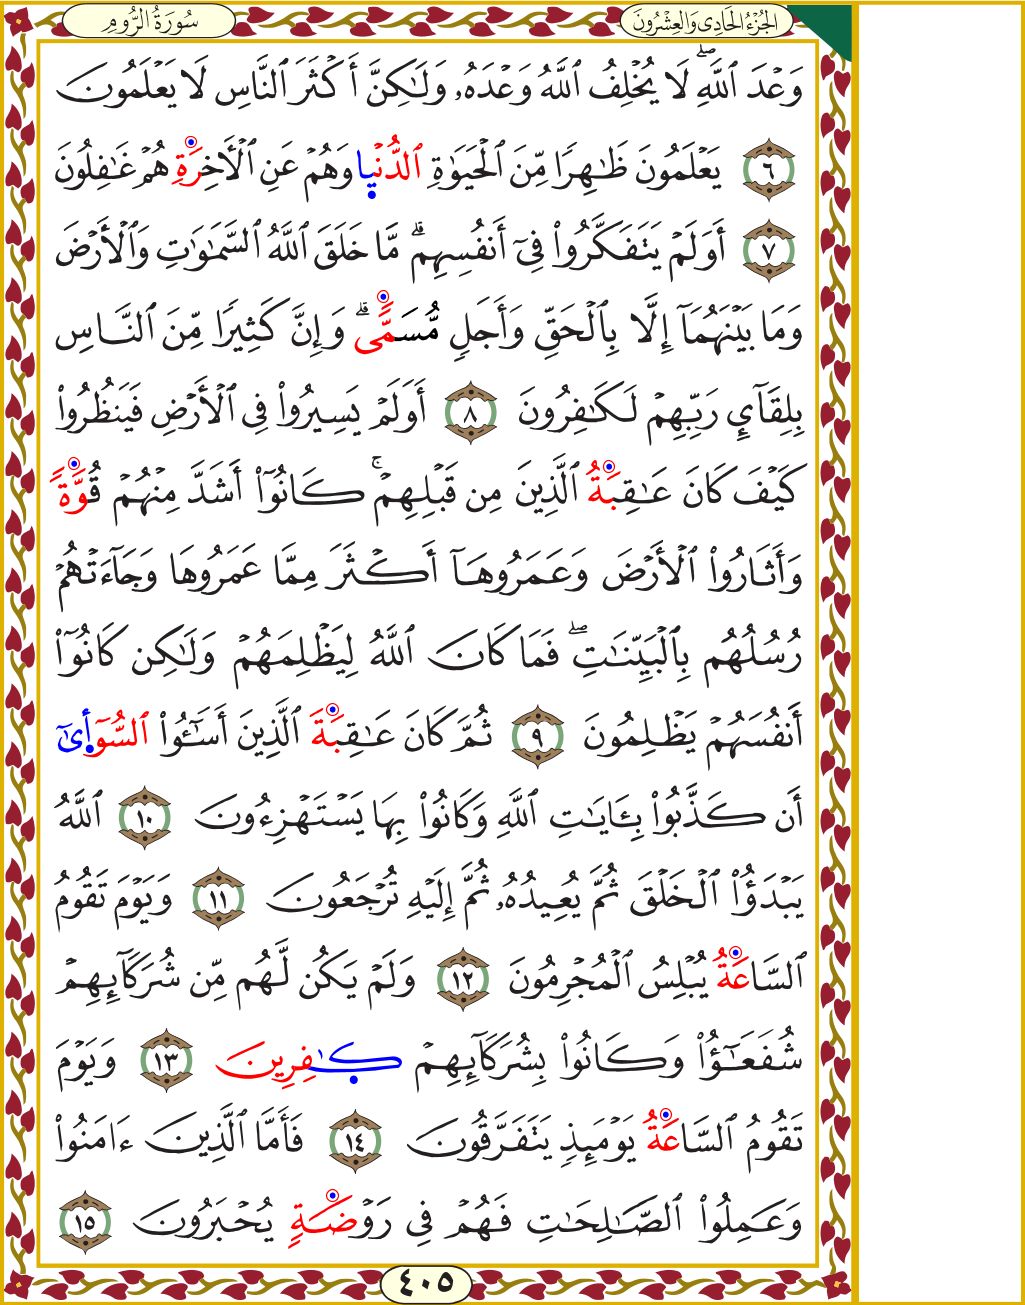 الجُزْءُ الحَادِي وَالعِشْرُونَ
سُورَةُ الرُّومِ
وَعْدَ ٱللَّهِۖ لَا يُخْلِفُ ٱللَّهُ وَعْدَهُۥ وَلَٰكِنَّ أَكْثَرَ ٱلنَّاسِ لَا يَعْلَمُونَ
٦ يَعْلَمُونَ ظَٰهِرًا مِّنَ ٱلْحَيَوٰةِ ٱلدُّنْيٜا وَهُمْ عَنِ ٱلْأَخِرَةِ هُمْ غَٰفِلُونَ
٧ أَوَلَمْ يَتَفَكَّرُوا۟ فِىٓ أَنفُسِهِمۗ مَّا خَلَقَ ٱللَّهُ ٱلسَّمَٰوَٰتِ وَٱلْأَرْضَ
وَمَا بَيْنَهُمَآ إِلَّا بِٱلْحَقِّ وَأَجَلٍ مُّسَمًّىۗ وَإِنَّ كَثِيرًا مِّنَ ٱلنَّاسِ
بِلِقَآئِ رَبِّهِمْ لَكَٰفِرُونَ ٨ أَوَلَمْ يَسِيرُوا۟ فِى ٱلْأَرْضِ فَيَنظُرُوا۟
كَيْفَ كَانَ عَٰقِبَةُ ٱلَّذِينَ مِن قَبْلِهِمْۚ كَانُوٓا۟ أَشَدَّ مِنْهُمْ قُوَّةً
وَأَثَارُوا۟ ٱلْأَرْضَ وَعَمَرُوهَآ أَكْثَرَ مِمَّا عَمَرُوهَا وَجَآءَتْهُمْ
رُسُلُهُم بِٱلْبَيِّنَٰتِۖ فَمَا كَانَ ٱللَّهُ لِيَظْلِمَهُمْ وَلَٰكِن كَانُوٓا۟
أَنفُسَهُمْ يَظْلِمُونَ ٩ ثُمَّ كَانَ عَٰقِبَةَ ٱلَّذِينَ أَسَٰٓـُٔوا۟ ٱلسُّوٓأٜىٰٓ
أَن كَذَّبُوا۟ بِـَٔايَٰتِ ٱللَّهِ وَكَانُوا۟ بِهَا يَسْتَهْزِءُونَ ١٠ ٱللَّهُ
يَبْدَؤُا۟ ٱلْخَلْقَ ثُمَّ يُعِيدُهُۥ ثُمَّ إِلَيْهِ تُرْجَعُونَ ١١ وَيَوْمَ تَقُومُ
ٱلسَّاعَةُ يُبْلِسُ ٱلْمُجْرِمُونَ ١٢ وَلَمْ يَكُن لَّهُم مِّن شُرَكَآئِهِمْ
شُفَعَٰٓؤُا۟ وَكَانُوا۟ بِشُرَكَآئِهِمْ كٰٜفِرِينَ ١٣ وَيَوْمَ
تَقُومُ ٱلسَّاعَةُ يَوْمَئِذٍ يَتَفَرَّقُونَ ١٤ فَأَمَّا ٱلَّذِينَ ءَامَنُوا۟
وَعَمِلُوا۟ ٱلصَّٰلِحَٰتِ فَهُمْ فِى رَوْضَةٍ يُحْبَرُونَ ١٥
٤٠٥